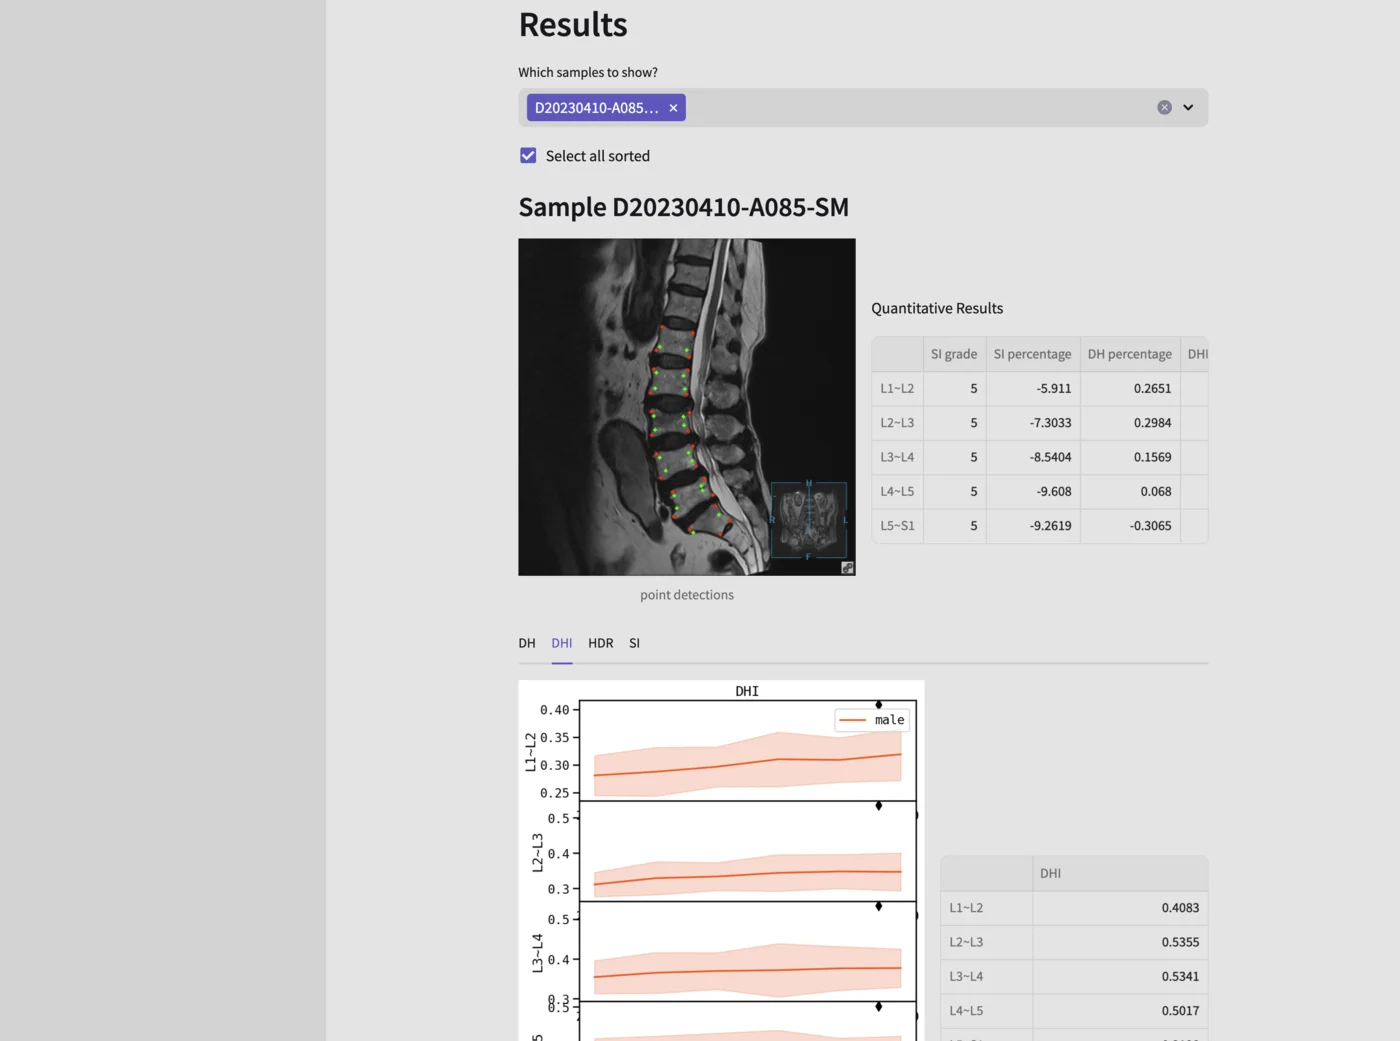 Results
Which samples to show?
D20230410-A085...
Select all sorted
Sample D20230410-A085-SM
H
R
L
F
point detections
Quantitative Results
SI grade SI percentage DH percentage DHI
L1~L2 5 -5.911 0.2651
L2~L3 5 -7.3033 0.2984
L3~L4 5 -8.5404 0.1569
L4~L5 5 -9.608 0.068
L5~S1 5 -9.2619 -0.3065
DH DHI HDR SI
DHI
male
L1~L2
0.40
0.35
0.30
0.25
L2~L3
0.5
0.4
0.3
L3~L4
0.5
0.4
0.3
0.5
5
DHI
L1~L2 0.4083
L2~L3 0.5355
L3~L4 0.5341
L4~L5 0.5017